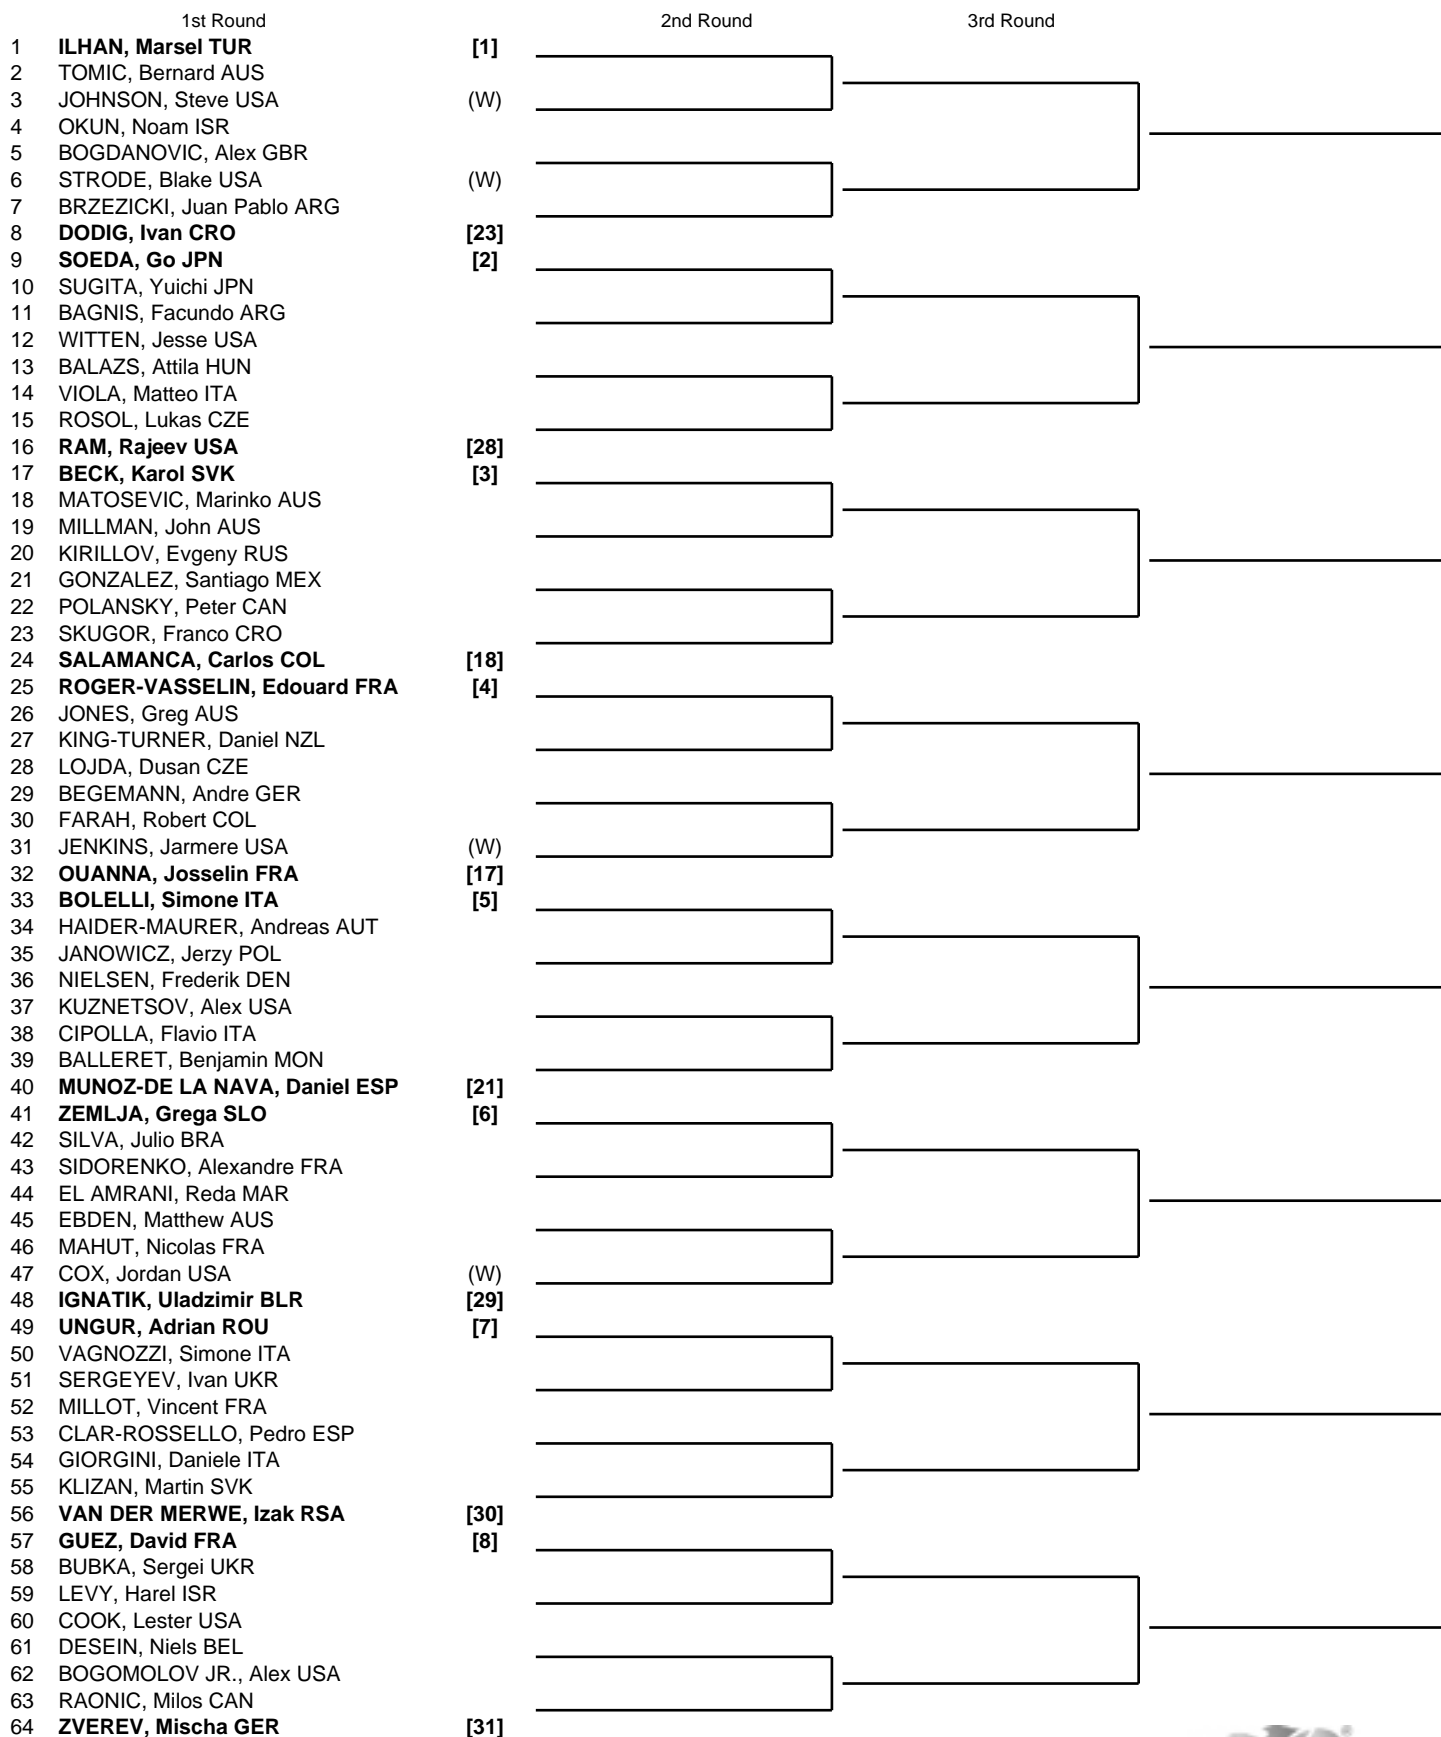 1st Round 2nd Round 3rd Round
1 ILHAN, Marsel TUR [1]
2 TOMIC, Bernard AUS
3 JOHNSON, Steve USA (W)
4 OKUN, Noam ISR
5 BOGDANOVIC, Alex GBR
6 STRODE, Blake USA (W)
7 BRZEZICKI, Juan Pablo ARG
8 DODIG, Ivan CRO [23]
9 SOEDA, Go JPN [2]
10 SUGITA, Yuichi JPN
11 BAGNIS, Facundo ARG
12 WITTEN, Jesse USA
13 BALAZS, Attila HUN
14 VIOLA, Matteo ITA
15 ROSOL, Lukas CZE
16 RAM, Rajeev USA [28]
17 BECK, Karol SVK [3]
18 MATOSEVIC, Marinko AUS
19 MILLMAN, John AUS
20 KIRILLOV, Evgeny RUS
21 GONZALEZ, Santiago MEX
22 POLANSKY, Peter CAN
23 SKUGOR, Franco CRO
24 SALAMANCA, Carlos COL [18]
25 ROGER-VASSELIN, Edouard FRA [4]
26 JONES, Greg AUS
27 KING-TURNER, Daniel NZL
28 LOJDA, Dusan CZE
29 BEGEMANN, Andre GER
30 FARAH, Robert COL
31 JENKINS, Jarmere USA (W)
32 OUANNA, Josselin FRA [17]
33 BOLELLI, Simone ITA [5]
34 HAIDER-MAURER, Andreas AUT
35 JANOWICZ, Jerzy POL
36 NIELSEN, Frederik DEN
37 KUZNETSOV, Alex USA
38 CIPOLLA, Flavio ITA
39 BALLERET, Benjamin MON
40 MUNOZ-DE LA NAVA, Daniel ESP [21]
41 ZEMLJA, Grega SLO [6]
42 SILVA, Julio BRA
43 SIDORENKO, Alexandre FRA
44 EL AMRANI, Reda MAR
45 EBDEN, Matthew AUS
46 MAHUT, Nicolas FRA
47 COX, Jordan USA (W)
48 IGNATIK, Uladzimir BLR [29]
49 UNGUR, Adrian ROU [7]
50 VAGNOZZI, Simone ITA
51 SERGEYEV, Ivan UKR
52 MILLOT, Vincent FRA
53 CLAR-ROSSELLO, Pedro ESP
54 GIORGINI, Daniele ITA
55 KLIZAN, Martin SVK
56 VAN DER MERWE, Izak RSA [30]
57 GUEZ, David FRA [8]
58 BUBKA, Sergei UKR
59 LEVY, Harel ISR
60 COOK, Lester USA
61 DESEIN, Niels BEL
62 BOGOMOLOV JR., Alex USA
63 RAONIC, Milos CAN
64 ZVEREV, Mischa GER [31]